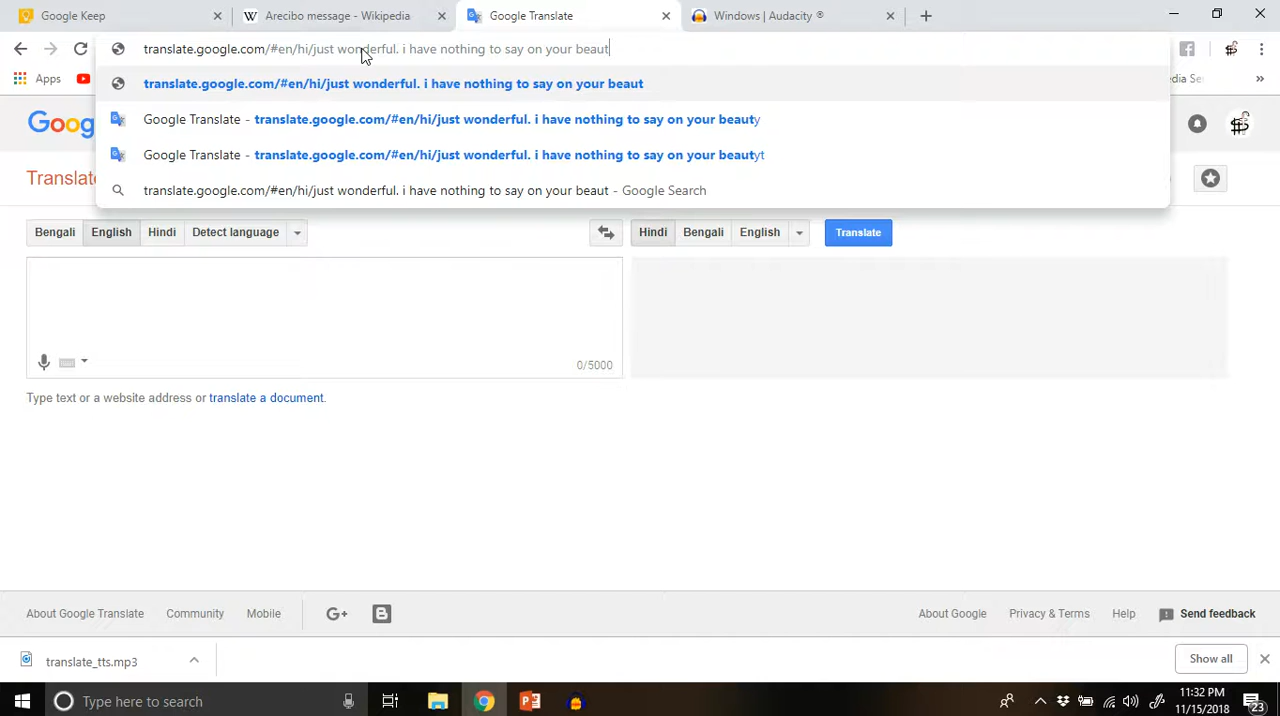 Google Keep
Arecibo message - Wikipedia
Google Translate
Windows | Audacity ®
translate.google.com/#en/hi/just wonderful. i have nothing to say on your beaut
Apps
translate.google.com/#en/hi/just wonderful. i have nothing to say on your beaut
Google Translate - translate.google.com/#en/hi/just wonderful. i have nothing to say on your beauty
Google Translate - translate.google.com/#en/hi/just wonderful. i have nothing to say on your beautyt
translate.google.com/#en/hi/just wonderful. i have nothing to say on your beaut - Google Search
Bengali English Hindi Detect language
Hindi Bengali English Translate
0/5000
Type text or a website address or translate a document.
About Google Translate Community Mobile G+
About Google Privacy & Terms Help Send feedback
translate_tts.mp3
Show all
Type here to search
11:32 PM
11/15/2018
23